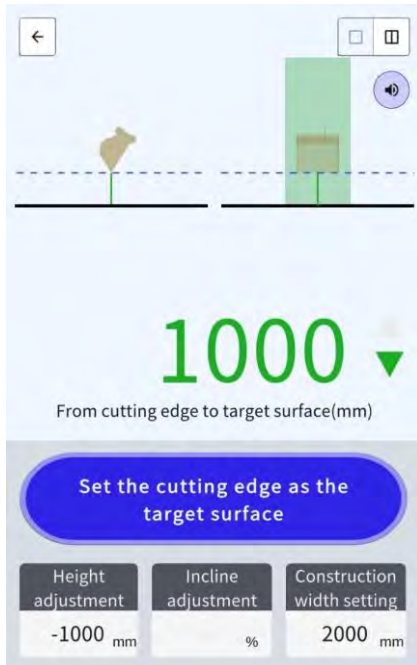 1000
From cutting edge to target surface(mm)
Set the cutting edge as the
target surface
Height
adjustment
-1000 mm
Incline
adjustment
%
Construction
width setting
2000 mm